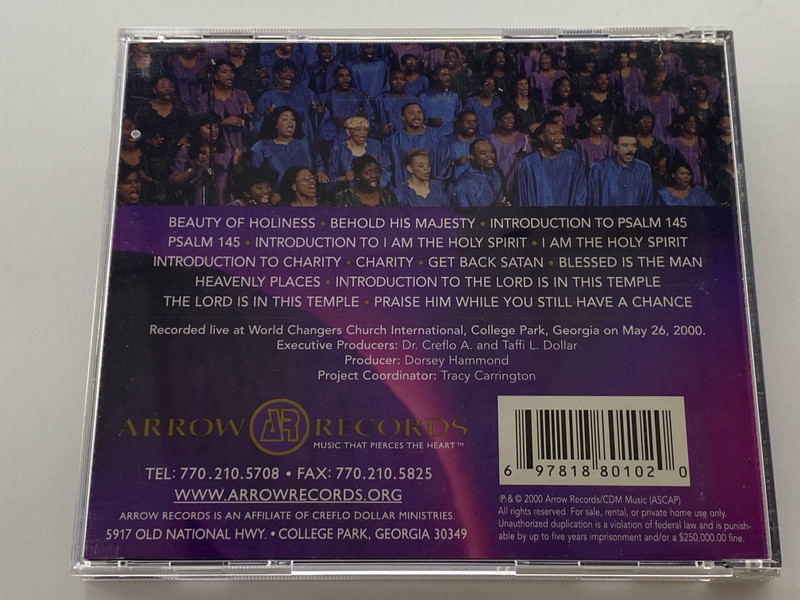 BEAUTY OF HOLINESS • BEHOLD HIS MAJESTY • INTRODUCTION TO PSALM 145
PSALM 145 • INTRODUCTION TO I AM THE HOLY SPIRIT • I AM THE HOLY SPIRIT
INTRODUCTION TO CHARITY • CHARITY • GET BACK SATAN • BLESSED IS THE MAN
HEAVENLY PLACES • INTRODUCTION TO THE LORD IS IN THIS TEMPLE
THE LORD IS IN THIS TEMPLE • PRAISE HIM WHILE YOU STILL HAVE A CHANCE
Recorded live at World Changers Church International, College Park, Georgia on May 26, 2000.
Executive Producers: Dr. Creflo A. and Taffi L. Dollar
Producer: Dorsey Hammond
Project Coordinator: Tracy Carrington
ARROW AR RECORDS
MUSIC THAT PIERCES THE HEART™
TEL: 770.210.5708 • FAX: 770.210.5825
WWW.ARROWRECORDS.ORG
ARROW RECORDS IS AN AFFILIATE OF CREFLO DOLLAR MINISTRIES.
5917 OLD NATIONAL HWY. • COLLEGE PARK, GEORGIA 30349
6 97818 80102 0
℗ & © 2000 Arrow Records/CDM Music (ASCAP)
All rights reserved. For sale, rental, or private home use only.
Unauthorized duplication is a violation of federal law and is punish-
able by up to five years imprisonment and/or a $250,000.00 fine.